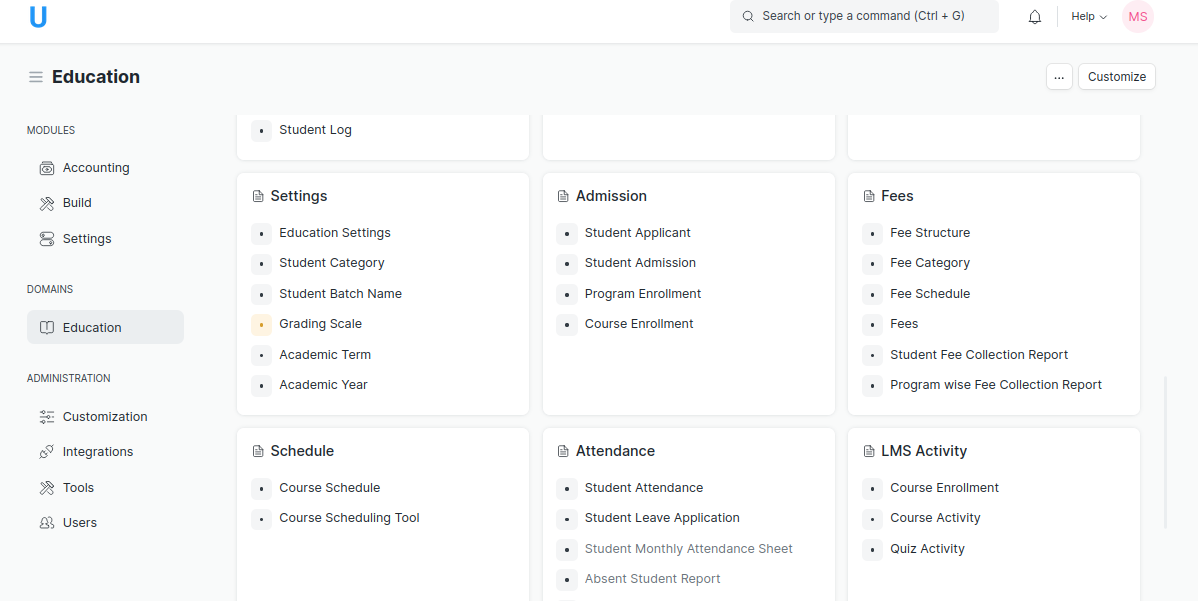 U
Search or type a command (Ctrl + G)
Help
MS
Education
...
Customize
MODULES
Accounting
Build
Settings
DOMAINS
Education
ADMINISTRATION
Customization
Integrations
Tools
Users
Student Log
Settings
Education Settings
Student Category
Student Batch Name
Grading Scale
Academic Term
Academic Year
Admission
Student Applicant
Student Admission
Program Enrollment
Course Enrollment
Fees
Fee Structure
Fee Category
Fee Schedule
Fees
Student Fee Collection Report
Program wise Fee Collection Report
Schedule
Course Schedule
Course Scheduling Tool
Attendance
Student Attendance
Student Leave Application
Student Monthly Attendance Sheet
Absent Student Report
LMS Activity
Course Enrollment
Course Activity
Quiz Activity